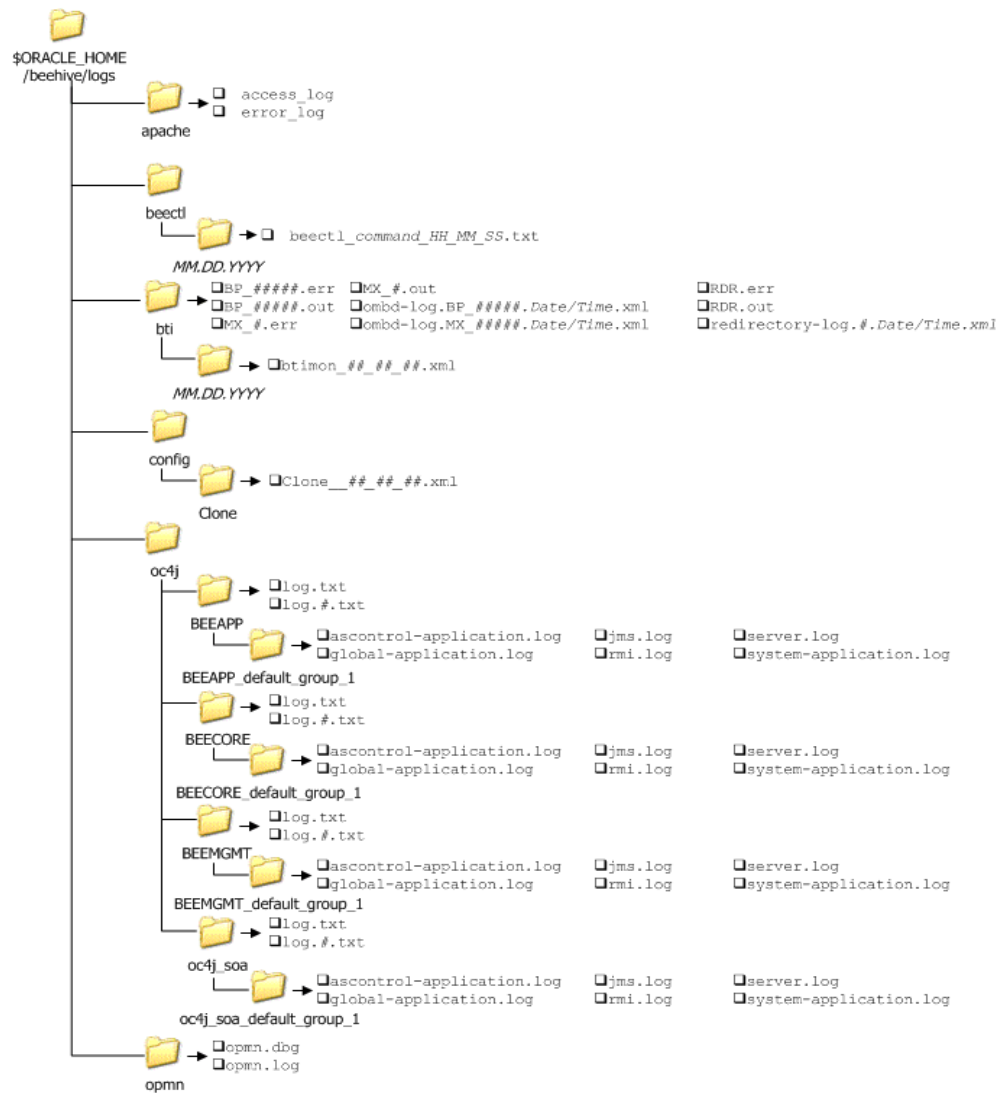 $ORACLE_HOME
/beehive/logs
access_log
error_log
apache
beectl
beectl_command_HH_MM_SS.txt
MM.DD.YYYY
BP_#####.err MX_#.out RDR.err
BP_#####.out ombd-log.BP_#####.Date/Time.xml RDR.out
MX_#.err ombd-log.MX_#####.Date/Time.xml redirectory-log.#.Date/Time.xml
bti
btimon_##_##_##.xml
MM.DD.YYYY
config
Clone__##_##_##.xml
Clone
oc4j
log.txt
log.#.txt
BEEAPP
ascontrol-application.log jms.log server.log
global-application.log rmi.log system-application.log
BEEAPP_default_group_1
log.txt
log.#.txt
BEECORE
ascontrol-application.log jms.log server.log
global-application.log rmi.log system-application.log
BEECORE_default_group_1
log.txt
log.#.txt
BEEMGMT
ascontrol-application.log jms.log server.log
global-application.log rmi.log system-application.log
BEEMGMT_default_group_1
log.txt
log.#.txt
oc4j_soa
ascontrol-application.log jms.log server.log
global-application.log rmi.log system-application.log
oc4j_soa_default_group_1
opmn.dbg
opmn.log
opmn